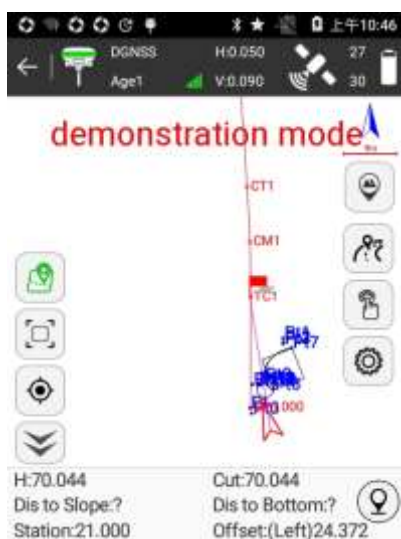 上午10:46
DGNSS H:0.050 27
Age1 V:0.090 30
demonstration mode
CT1
CM1
TC1
H:70.044 Cut:70.044
Dis to Slope:? Dis to Bottom:?
Station:21.000 Offset:(Left)24.372